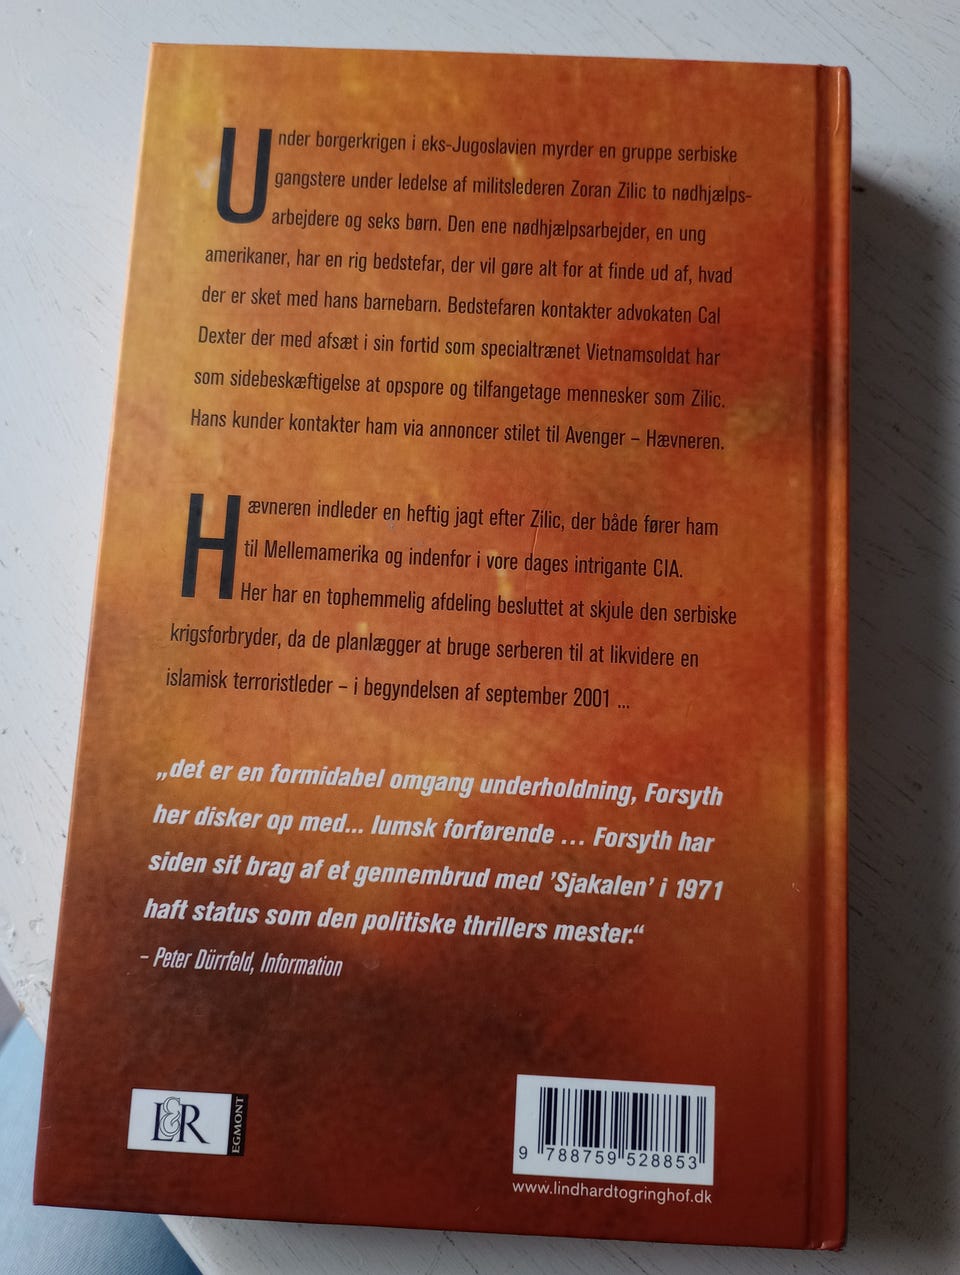 Under borgerkrigen i eks-Jugoslavien myrder en gruppe serbiske
gangstere under ledelse af militslederen Zoran Zilic to nødhjælps-
arbejdere og seks børn. Den ene nødhjælpsarbejder, en ung
amerikaner, har en rig bedstefar, der vil gøre alt for at finde ud af, hvad
der er sket med hans barnebarn. Bedstefaren kontakter advokaten Cal
Dexter der med afsæt i sin fortid som specialtrænet Vietnamsoldat har
som sidebeskæftigelse at opspore og tilfangetage mennesker som Zilic.
Hans kunder kontakter ham via annoncer stilet til Avenger – Hævneren.
Hævneren indleder en heftig jagt efter Zilic, der både fører ham
til Mellemamerika og indenfor i vore dages intrigante CIA.
Her har en tophemmelig afdeling besluttet at skjule den serbiske
krigsforbryder, da de planlægger at bruge serberen til at likvidere en
islamisk terroristleder – i begyndelsen af september 2001 ...
„det er en formidabel omgang underholdning, Forsyth
her disker op med... lumsk forførende ... Forsyth har
siden sit brag af et gennembrud med ’Sjakalen’ i 1971
haft status som den politiske thrillers mester.“
– Peter Dürrfeld, Information
L&R
EGMONT
9 788759 528853
www.lindhardtogringhof.dk